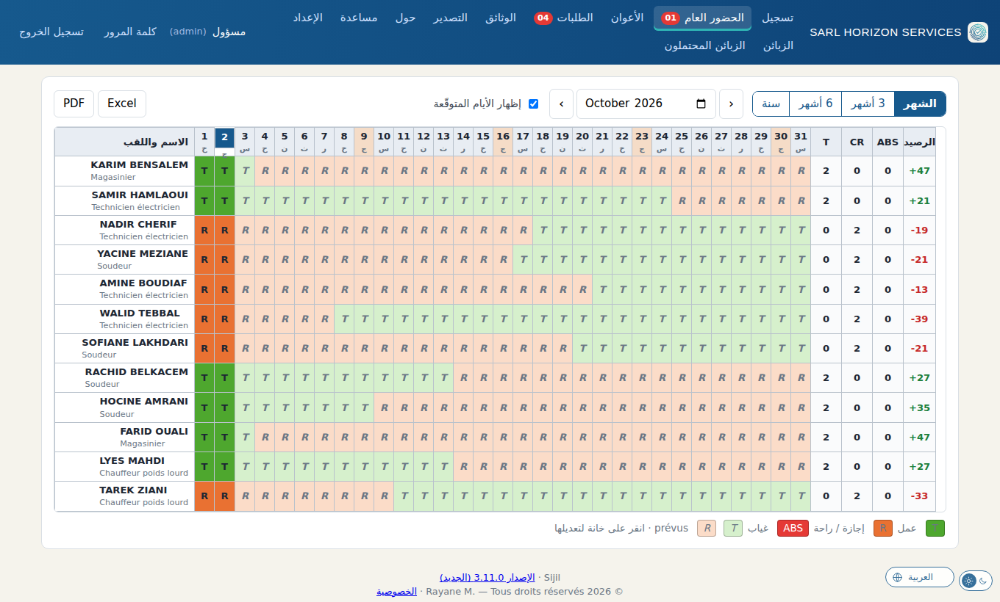 SARL HORIZON SERVICES
تسجيل الحضور العام 01 الأعوان الطلبات 04 الوثائق التصدير حول مساعدة الإعداد
الزبائن الزبائن المحتملون
مسؤول (admin) كلمة المرور تسجيل الخروج
الشهر 3 أشهر 6 أشهر سنة
‹ October 2026 ›
إظهار الأيام المتوقّعة
Excel PDF
الاسم واللقب 1 2 3 4 5 6 7 8 9 10 11 12 13 14 15 16 17 18 19 20 21 22 23 24 25 26 27 28 29 30 31 T CR ABS الرصيد
خ ج س ح ن ث ر خ ج س ح ن ث ر خ ج س ح ن ث ر خ ج س ح ن ث ر خ ج س
KARIM BENSALEM T T T R R R R R R R R R R R R R R R R R R R R R R R R R R R R 2 0 0 +47
Magasinier
SAMIR HAMLAOUI T T T T T T T T T T T T T T T T T T T T T T T T R R R R R R R 2 0 0 +21
Technicien électricien
NADIR CHERIF R R R R R R R R R R R R R R R R R T T T T T T T T T T T T T T 0 2 0 -19
Technicien électricien
YACINE MEZIANE R R R R R R R R R R R R R R R R T T T T T T T T T T T T T T T 0 2 0 -21
Soudeur
AMINE BOUDIAF R R R R R R R R R R R R R R R R R R R R T T T T T T T T T T T 0 2 0 -13
Technicien électricien
WALID TEBBAL R R R R R R R T T T T T T T T T T T T T T T T T T T T T T T T 0 2 0 -39
Technicien électricien
SOFIANE LAKHDARI R R R R R R R R R R R R R R R R R R R T T T T T T T T T T T T 0 2 0 -21
Soudeur
RACHID BELKACEM T T T T T T T T T T T T T R R R R R R R R R R R R R R R R R R 2 0 0 +27
Soudeur
HOCINE AMRANI T T T T T T T T T R R R R R R R R R R R R R R R R R R R R R R 2 0 0 +35
Soudeur
FARID OUALI T T T R R R R R R R R R R R R R R R R R R R R R R R R R R R R 2 0 0 +47
Magasinier
LYES MAHDI T T T T T T T T T T T T T R R R R R R R R R R R R R R R R R R 2 0 0 +27
Chauffeur poids lourd
TAREK ZIANI R R R R R R R R R R T T T T T T T T T T T T T T T T T T T T T 0 2 0 -33
Chauffeur poids lourd
T عمل R إجازة / راحة ABS غياب T R prévus · انقر على خانة لتعديلها
Sijil · الإصدار 3.11.0 (الجديد)
© 2026 Rayane M. — Tous droits réservés · الخصوصية
العربية